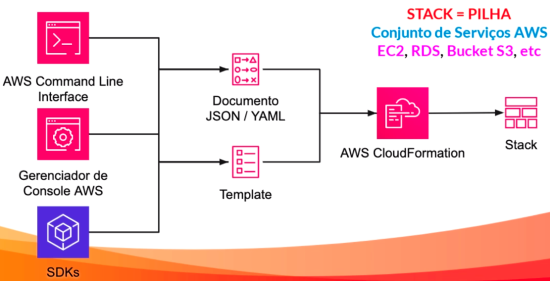 STACK = PILHA
Conjunto de Serviços AWS
EC2, RDS, Bucket S3, etc
AWS Command Line
Interface
Documento
JSON / YAML
AWS CloudFormation
Stack
Gerenciador de
Console AWS
Template
SDKs